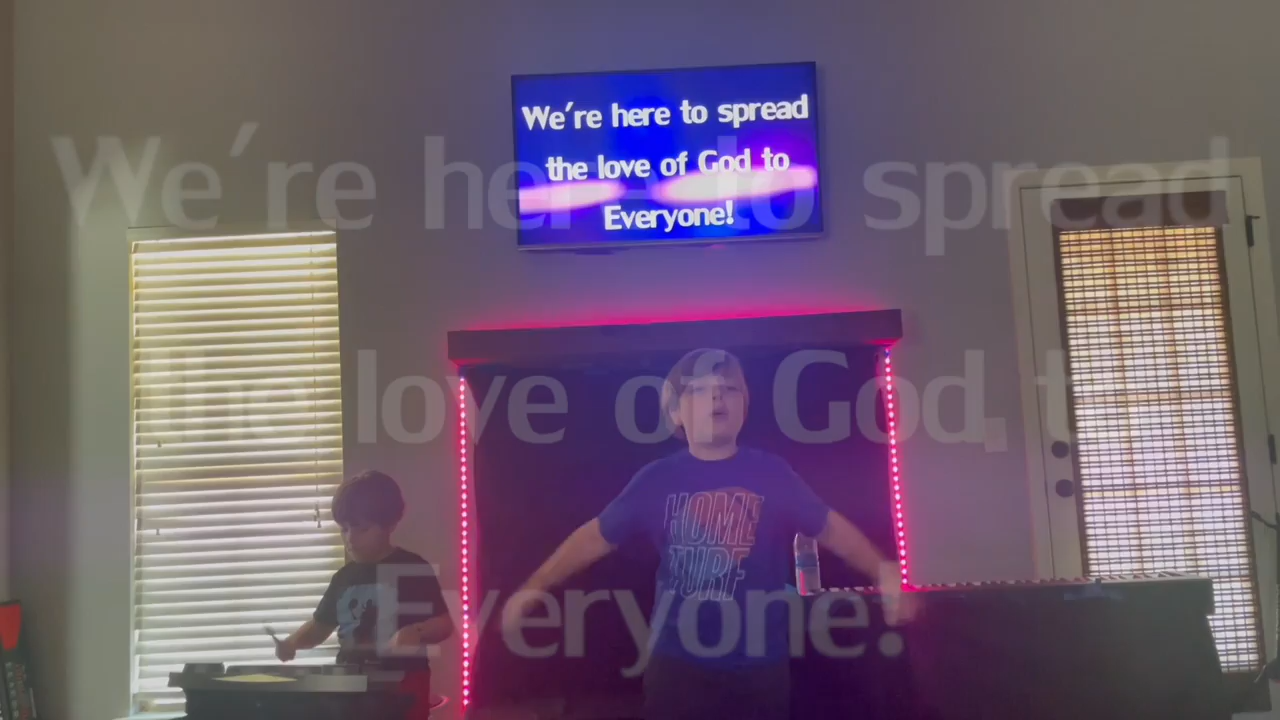 We're here to spread
the love of God to
Everyone!
We're here to spread
the love of God, t
Everyone!
HOME
TURF